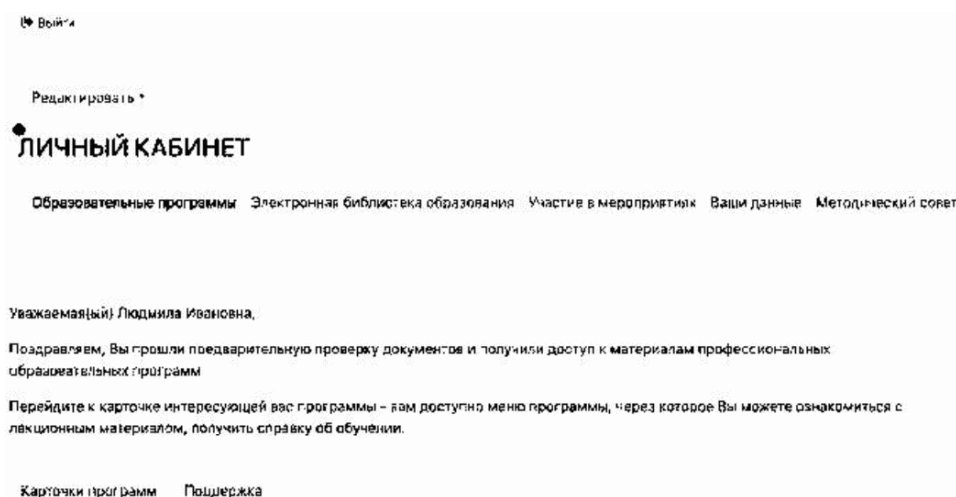 Выйти
Редактировать
ЛИЧНЫЙ КАБИНЕТ
Образовательные программы Электронная библиотека образования Участие в мероприятиях Ваши данные Методический совет
Уважаемая(ый) Людмила Ивановна,
Поздравляем, Вы прошли предварительную проверку документов и получили доступ к материалам профессиональных
образовательных программ
Перейдите к карточке интересующей вас программы – вам доступно меню программы, через которое Вы можете ознакомиться с
лекционным материалом, получить справку об обучении.
Карточки программ Поддержка